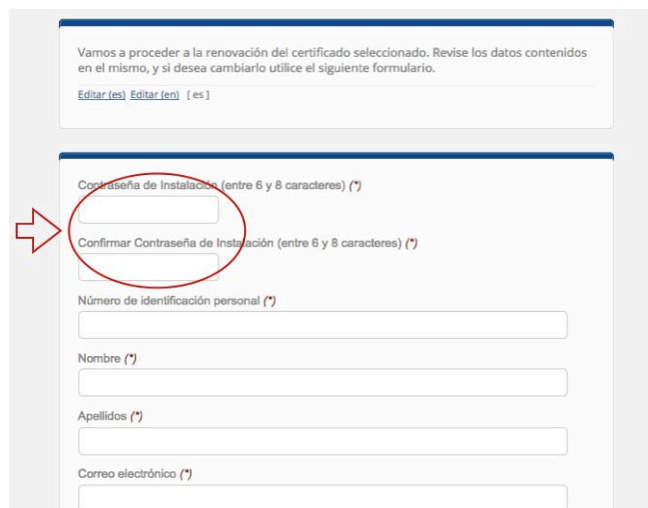 Vamos a proceder a la renovación del certificado seleccionado. Revise los datos contenidos
en el mismo, y si desea cambiarlo utilice el siguiente formulario.
Editar (es) Editar (en) [ es ]
Contraseña de Instalación (entre 6 y 8 caracteres) (*)
Confirmar Contraseña de Instalación (entre 6 y 8 caracteres) (*)
Número de identificación personal (*)
Nombre (*)
Apellidos (*)
Correo electrónico (*)